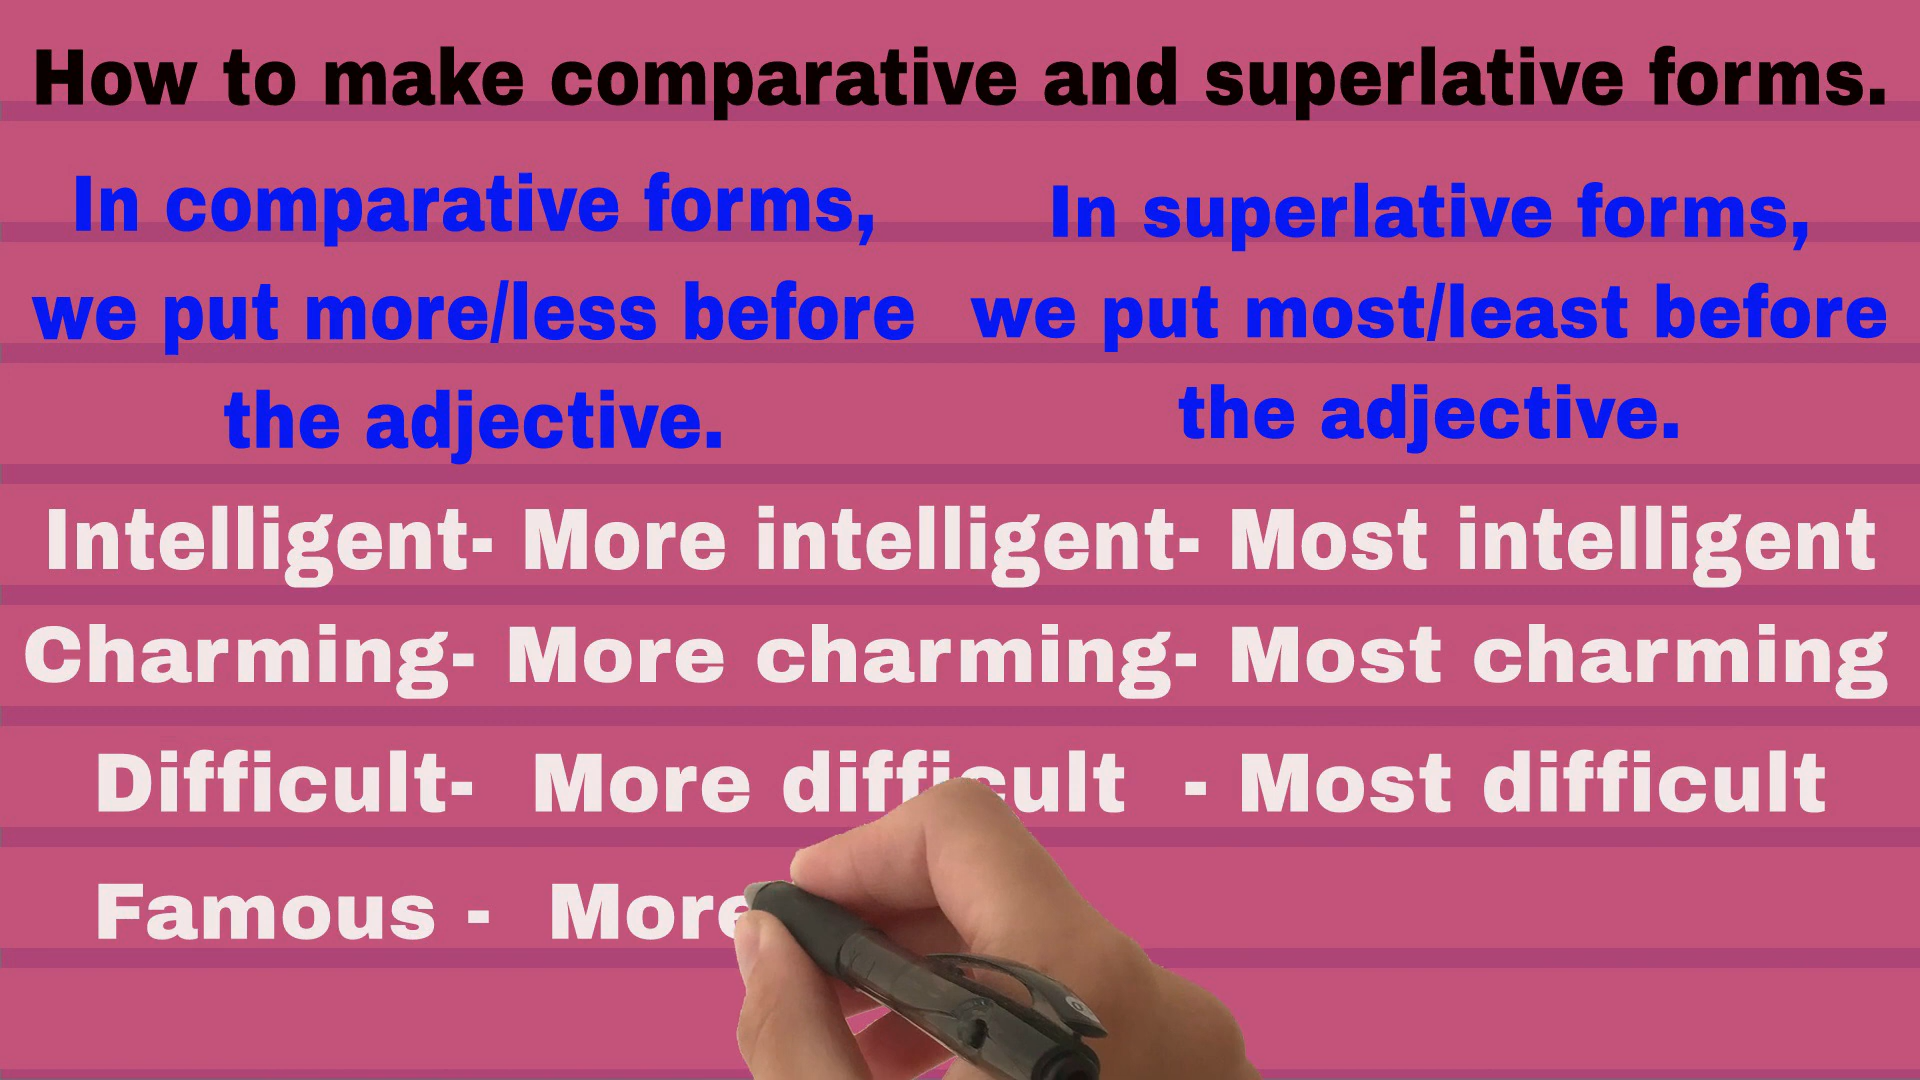 How to make comparative and superlative forms.
In comparative forms,
we put more/less before
the adjective.
In superlative forms,
we put most/least before
the adjective.
Intelligent- More intelligent- Most intelligent
Charming- More charming- Most charming
Difficult-  More difficult  - Most difficult
Famous -  More